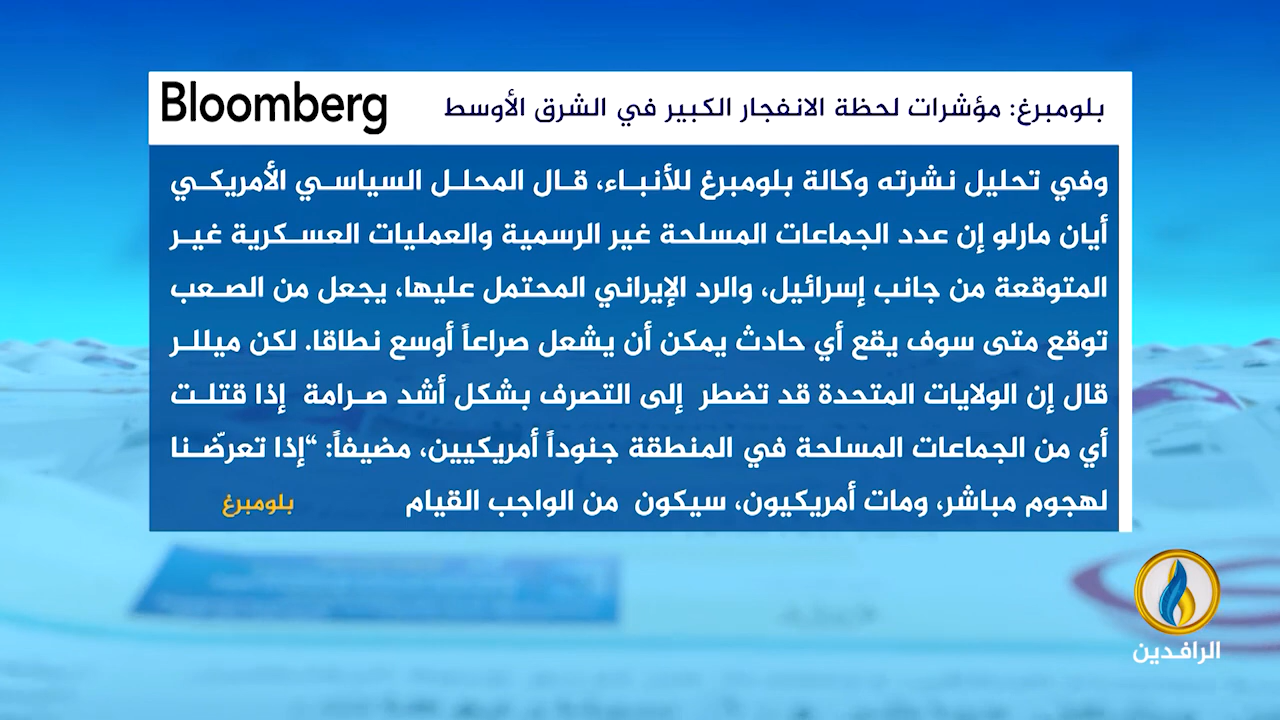 Bloomberg
بلومبرغ: مؤشرات لحظة الانفجار الكبير في الشرق الأوسط
وفي تحليل نشرته وكالة بلومبرغ للأنباء، قال المحلل السياسي الأمريكي
أيان مارلو إن عدد الجماعات المسلحة غير الرسمية والعمليات العسكرية غير
المتوقعة من جانب إسرائيل، والرد الإيراني المحتمل عليها، يجعل من الصعب
توقع متى سوف يقع أي حادث يمكن أن يشعل صراعاً أوسع نطاقا. لكن ميللر
قال إن الولايات المتحدة قد تضطر إلى التصرف بشكل أشد صرامة إذا قتلت
أي من الجماعات المسلحة في المنطقة جنوداً أمريكيين، مضيفاً: “إذا تعرّضنا
لهجوم مباشر، ومات أمريكيون، سيكون من الواجب القيام
بلومبرغ
الرافدين